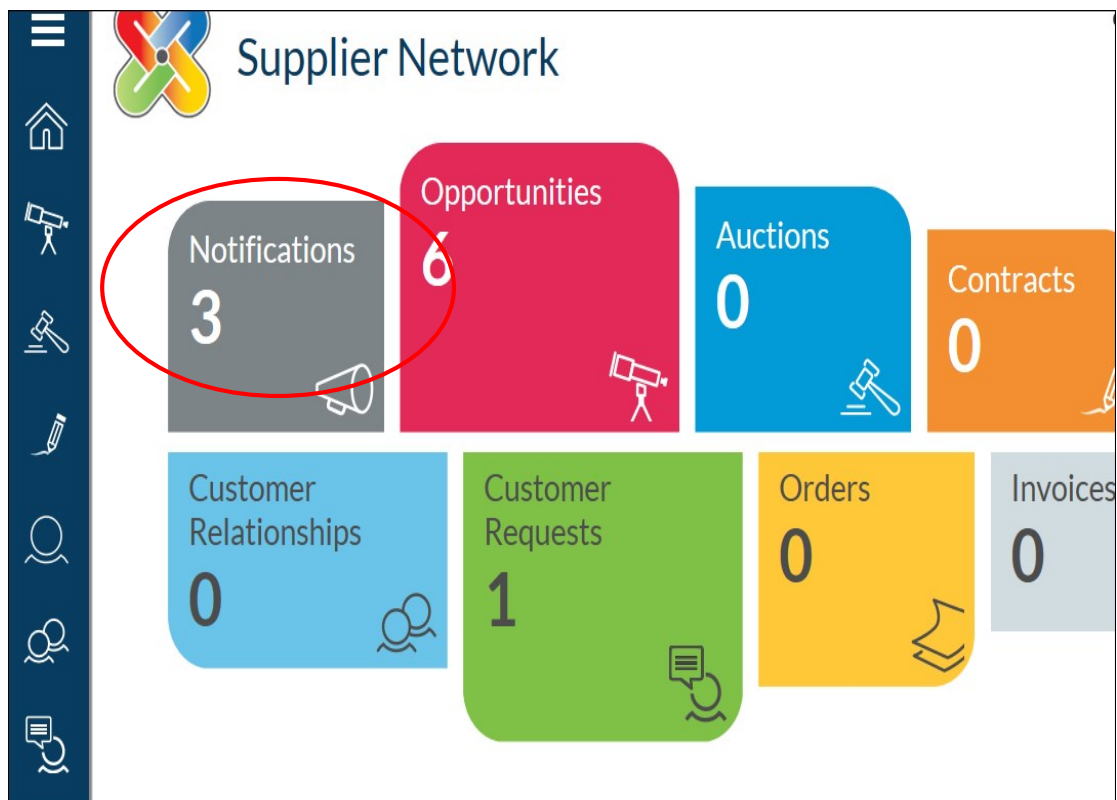 Supplier Network
Notifications
3
Opportunities
6
Auctions
0
Contracts
0
Customer
Relationships
0
Customer
Requests
1
Orders
0
Invoices
0